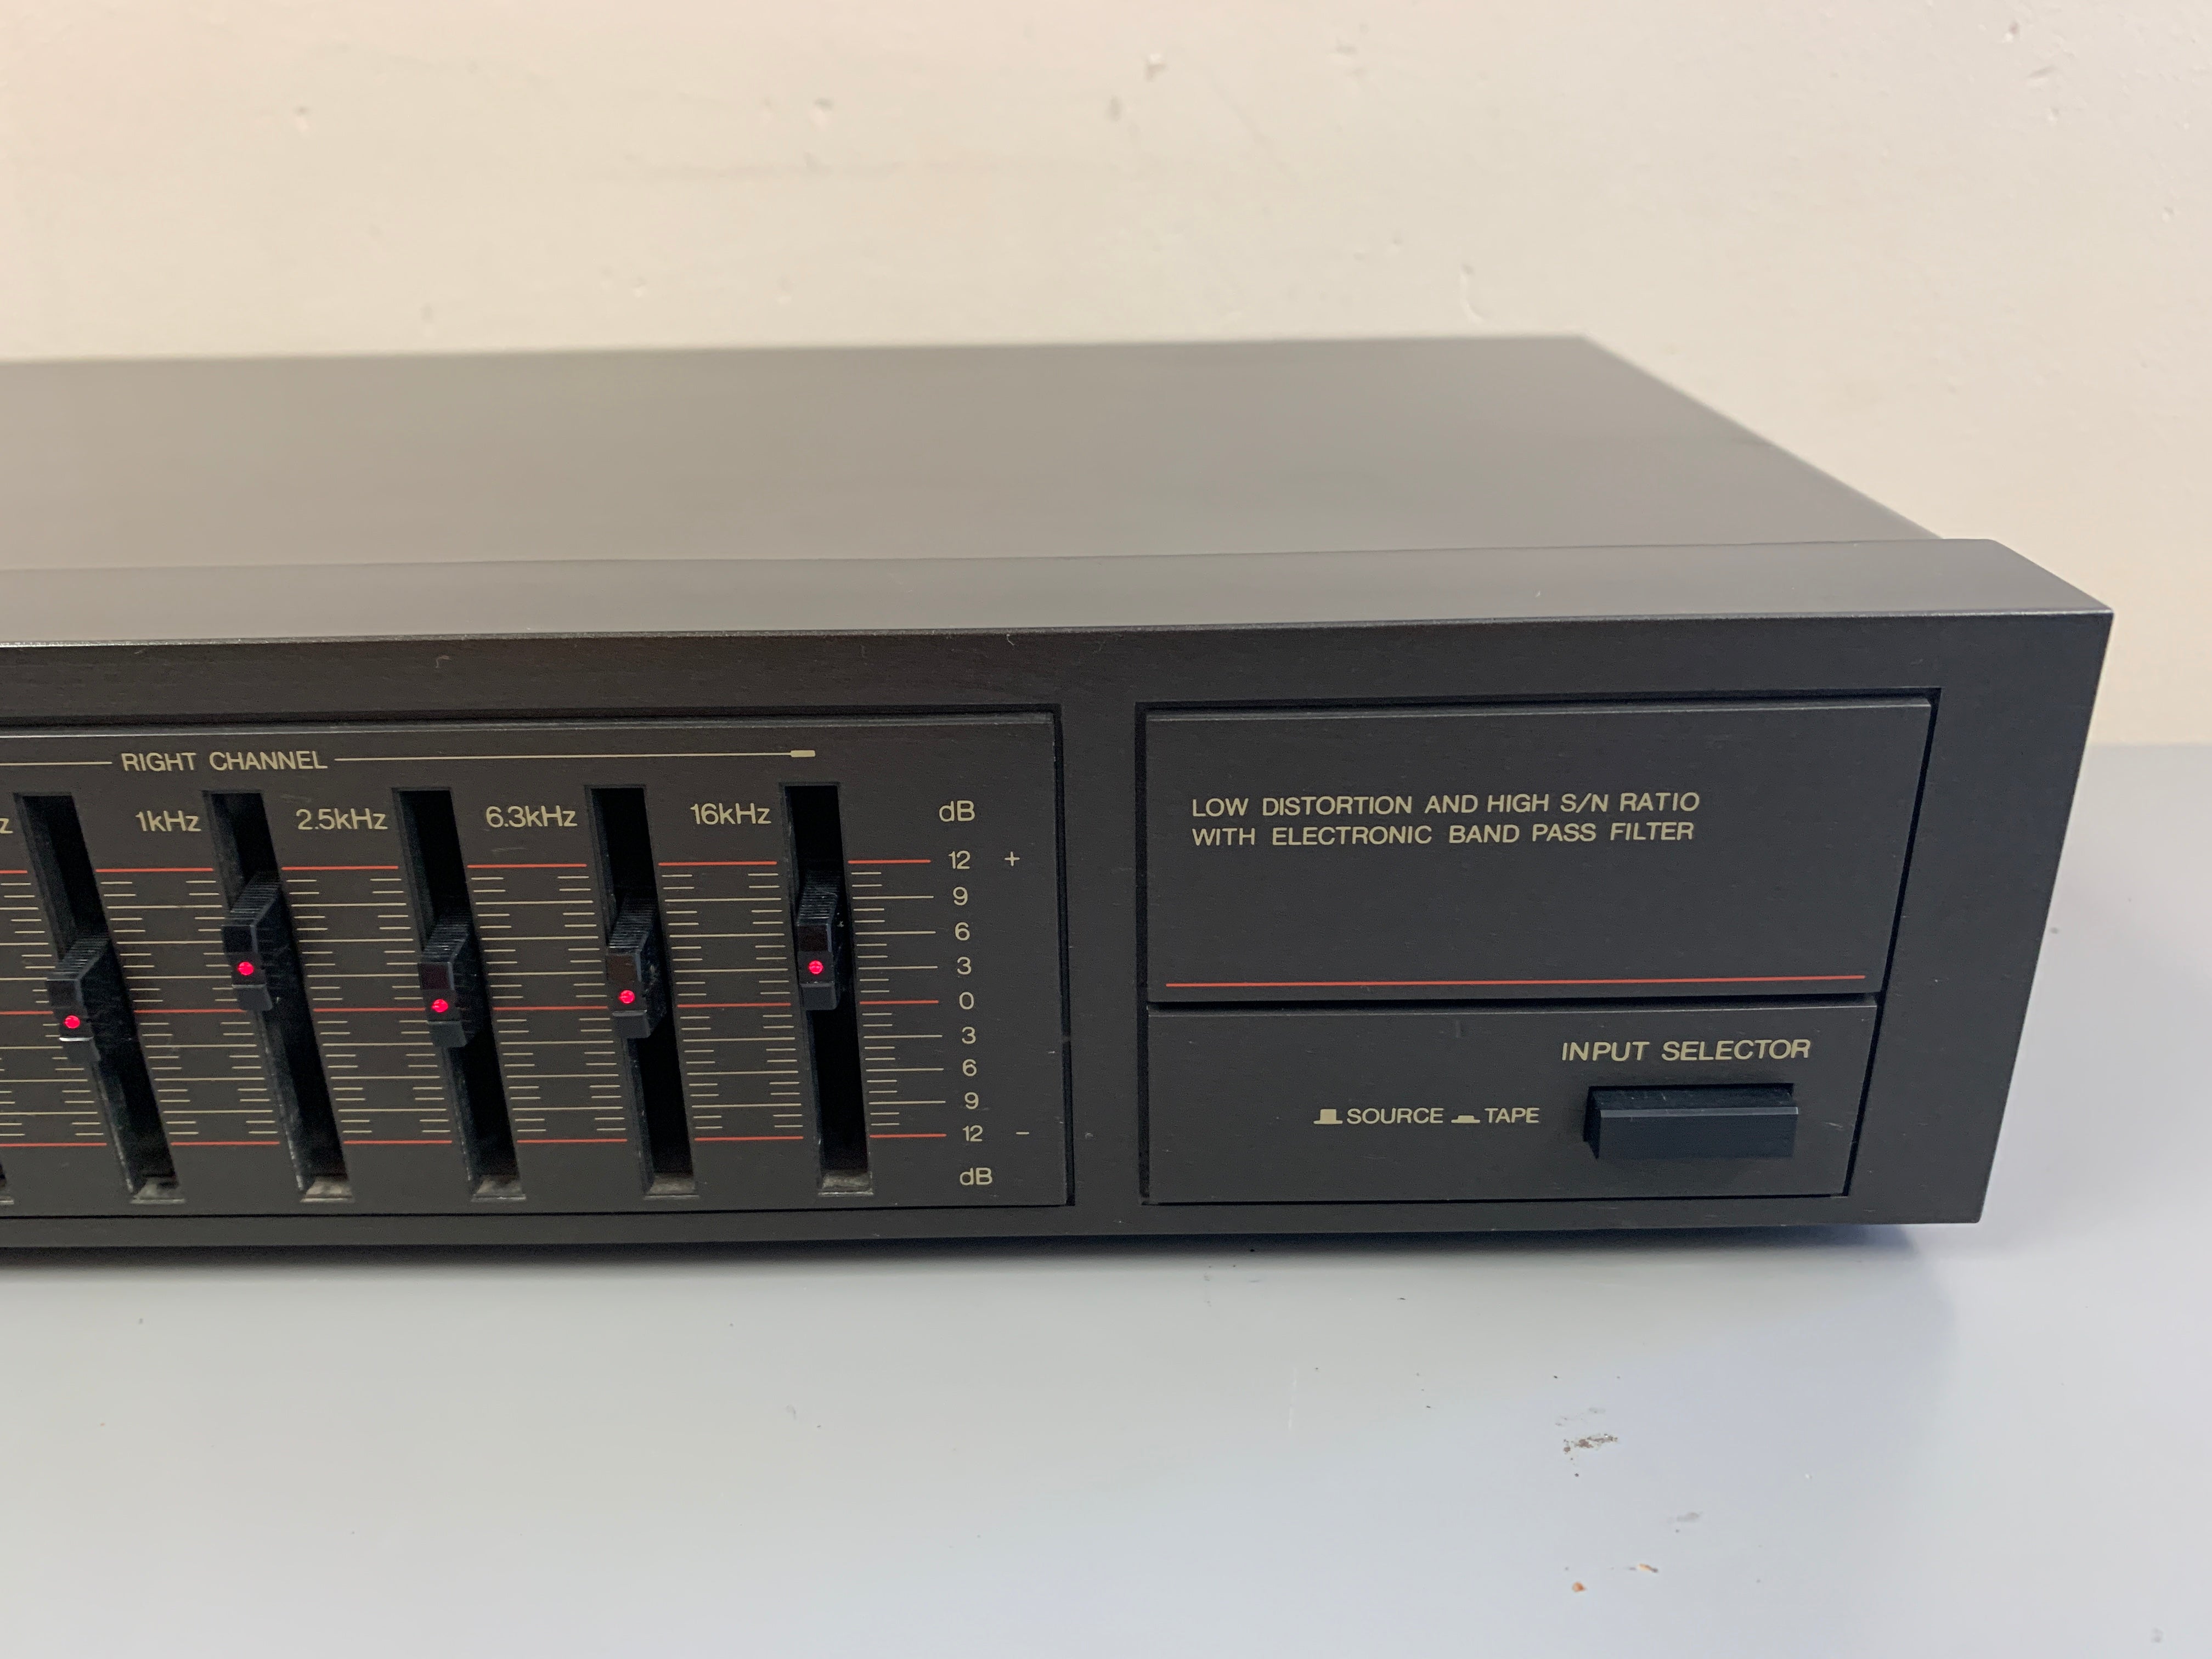 RIGHT CHANNEL
1kHz 2.5kHz 6.3kHz 16kHz dB
12 +
9
6
3
0
3
6
9
12 −
dB
LOW DISTORTION AND HIGH S/N RATIO
WITH ELECTRONIC BAND PASS FILTER
INPUT SELECTOR
SOURCE TAPE